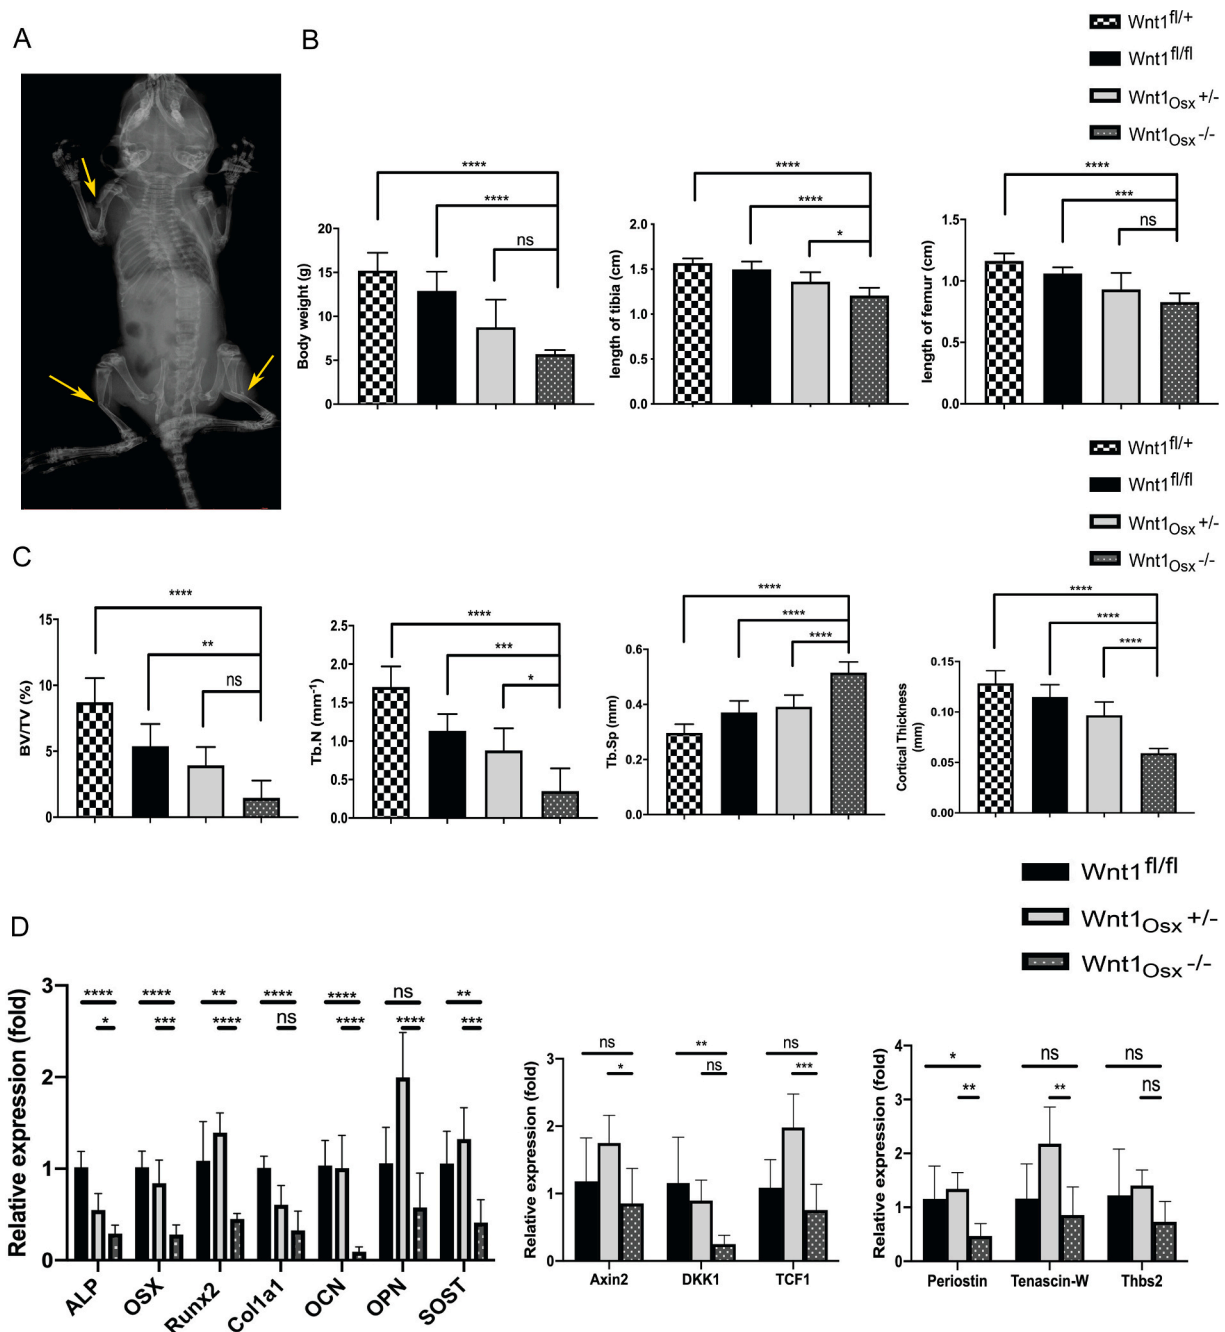 A
B
Wnt1fl/+
Wnt1fl/fl
Wnt1Osx+/-
Wnt1Osx-/-
****
****
ns
20
15
10
5
0
Body weight (g)
****
****
*
2.0
1.5
1.0
0.5
0.0
length of tibia (cm)
****
***
ns
1.5
1.0
0.5
0.0
length of femur (cm)
Wnt1fl/+
Wnt1fl/fl
Wnt1Osx+/-
Wnt1Osx-/-
C
****
**
ns
15
10
5
0
BV/TV (%)
****
***
*
2.5
2.0
1.5
1.0
0.5
0.0
Tb.N (mm-1)
****
****
****
0.6
0.4
0.2
0.0
Tb.Sp (mm)
****
****
****
0.15
0.10
0.05
0.00
Cortical Thickness
(mm)
Wnt1fl/fl
Wnt1Osx+/-
Wnt1Osx-/-
D
**** **** ** **** **** ns **
* *** **** ns **** **** ***
3
2
1
0
Relative expression (fold)
ALP OSX Runx2 Col1a1 OCN OPN SOST
ns ** ns
* ns ***
3
2
1
0
Relative expression (fold)
Axin2 DKK1 TCF1
* ns ns
** ** ns
4
3
2
1
0
Relative expression (fold)
Periostin Tenascin-W Thbs2